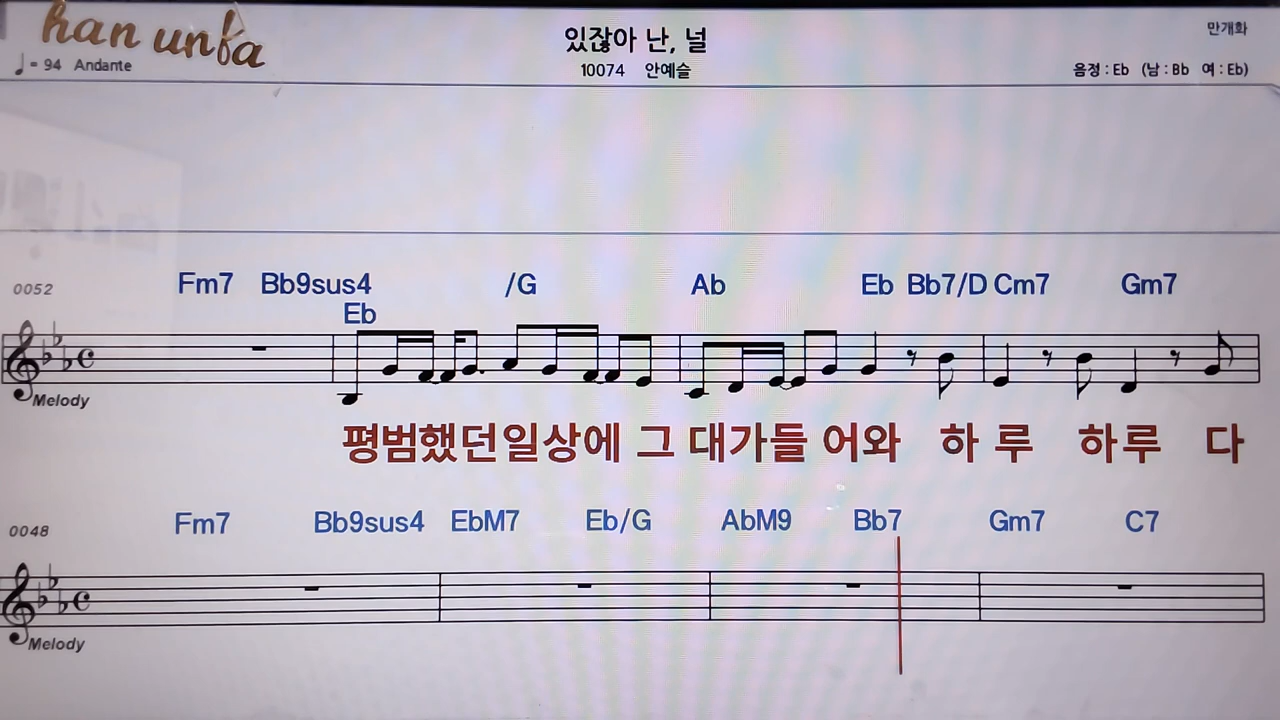 han unfa
있잖아 난, 널
만개화
♩= 94 Andante
10074 안예슬
음정 : Eb (남 : Bb 여 : Eb)
0052
Fm7 Bb9sus4 /G Ab Eb Bb7/D Cm7 Gm7
Eb
Melody
평범했던일상에 그 대가들 어와 하 루 하루 다
0048
Fm7 Bb9sus4 EbM7 Eb/G AbM9 Bb7 Gm7 C7
Melody